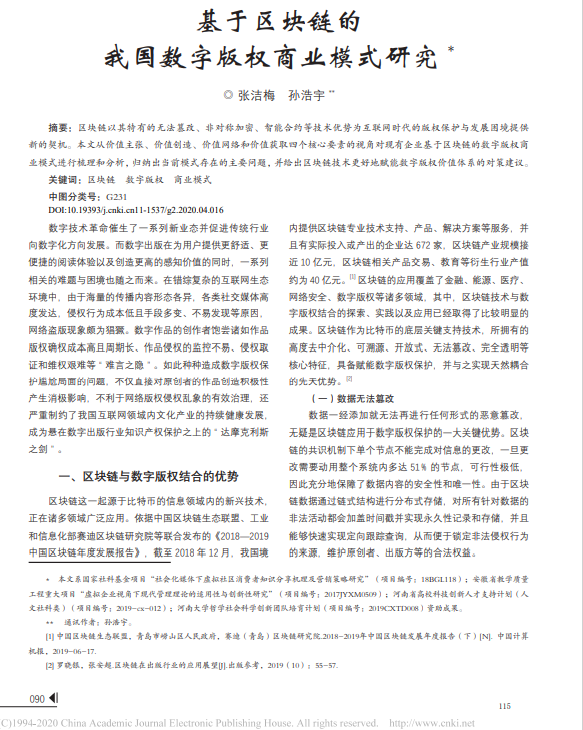 基于区块链的
我国数字版权商业模式研究*
◎ 张洁梅 孙浩宇**
摘要：区块链以其特有的无法篡改、非对称加密、智能合约等技术优势为互联网时代的版权保护与发展困境提供
新的契机。本文从价值主张、价值创造、价值网络和价值获取四个核心要素的视角对现有企业基于区块链的数字版权商
业模式进行梳理和分析，归纳出当前模式存在的主要问题，并给出区块链技术更好地赋能数字版权价值体系的对策建议。
关键词：区块链 数字版权 商业模式
中图分类号：G231
DOI:10.19393/j.cnki.cn11-1537/g2.2020.04.016
数字技术革命催生了一系列新业态并促进传统行业
向数字化方向发展。而数字出版在为用户提供更舒适、更
便捷的阅读体验以及创造更高的感知价值的同时，一系列
相关的难题与困境也随之而来。在错综复杂的互联网生态
环境中，由于海量的传播内容形态各异，各类社交媒体高
度发达，侵权行为成本低且手段多变、不易发现等原因，
网络盗版现象颇为猖獗。数字作品的创作者饱尝诸如作品
版权确权成本高且周期长、作品侵权的监控不易、侵权取
证和维权艰难等“难言之隐”。如此种种造成数字版权保
护尴尬局面的问题，不仅直接对原创者的作品创造积极性
产生消极影响，不利于网络版权侵权乱象的有效治理，还
严重制约了我国互联网领域内文化产业的持续健康发展，
成为悬在数字出版行业知识产权保护之上的“达摩克利斯
之剑”。
一、区块链与数字版权结合的优势
区块链这一起源于比特币的信息领域内的新兴技术，
正在诸多领域广泛应用。依据中国区块链生态联盟、工业
和信息化部赛迪区块链研究院等联合发布的《2018—2019
中国区块链年度发展报告》，截至 2018 年 12 月，我国境
内提供区块链专业技术支持、产品、解决方案等服务，并
且有实际投入或产出的企业达 672 家，区块链产业规模接
近 10 亿元，区块链相关产品交易、教育等衍生行业产值
约为 40 亿元。[1] 区块链的应用覆盖了金融、能源、医疗、
网络安全、数字版权等诸多领域，其中，区块链技术与数
字版权结合的探索、实践以及应用已经取得了比较明显的
成果。区块链作为比特币的底层关键支持技术，所拥有的
高度去中介化、可溯源、开放式、无法篡改、完全透明等
核心特征，具备赋能数字版权保护，并与之实现天然耦合
的先天优势。[2]
（一）数据无法篡改
数据一经添加就无法再进行任何形式的恶意篡改，
无疑是区块链应用于数字版权保护的一大关键优势。区块
链的共识机制下单个节点不能完成对信息的更改，一旦更
改需要动用整个系统内多达 51% 的节点，可行性极低，
因此充分地保障了数据内容的安全性和唯一性。由于区块
链数据通过链式结构进行分布式存储，对所有针对数据的
非法活动都会加盖时间戳并实现永久性记录和存储，并且
能够快速实现定向跟踪查询，从而便于锁定非法侵权行为
的来源，维护原创者、出版方等的合法权益。
* 本文系国家社科基金项目“社会化媒体下虚拟社区消费者知识分享机理及营销策略研究”（项目编号：18BGL118）；安徽省教学质量
工程重大项目“虚拟企业视角下现代管理理论的适用性与创新性研究”（项目编号：2017JYXM0509）；河南省高校科技创新人才支持计划（人
文社科类）（项目编号：2019-cx-012）；河南大学哲学社会科学创新团队培育计划（项目编号：2019CXTD008）资助成果。
** 通讯作者：孙浩宇。
[1] 中国区块链生态联盟，青岛市崂山区人民政府，赛迪（青岛）区块链研究院.2018-2019年中国区块链发展年度报告（下）[N]. 中国计算
机报，2019-06-17.
[2] 罗晓银，张安超.区块链在出版行业的应用展望[J].出版参考，2019（10）：55-57.
090
115
(C)1994-2020 China Academic Journal Electronic Publishing House. All rights reserved. http://www.cnki.net